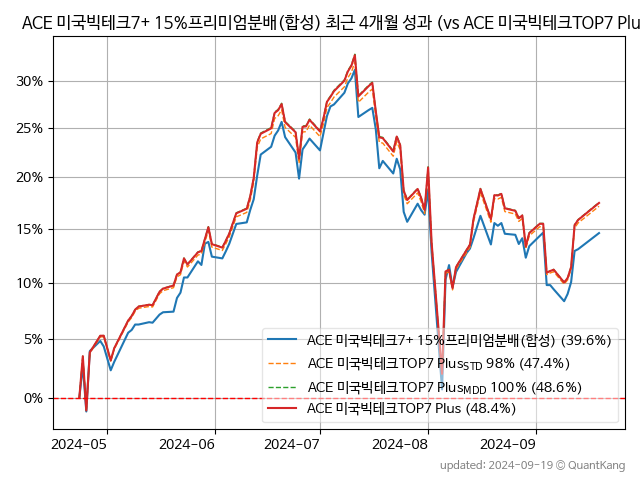 ACE 미국빅테크7+ 15%프리미엄분배(합성) 최근 4개월 성과 (vs ACE 미국빅테크TOP7 Plu
30%
25%
20%
15%
10%
5%
0%
ACE 미국빅테크7+ 15%프리미엄분배(합성) (39.6%)
ACE 미국빅테크TOP7 PlusSTD 98% (47.4%)
ACE 미국빅테크TOP7 PlusMDD 100% (48.6%)
ACE 미국빅테크TOP7 Plus (48.4%)
2024-05 2024-06 2024-07 2024-08 2024-09
updated: 2024-09-19 © QuantKang